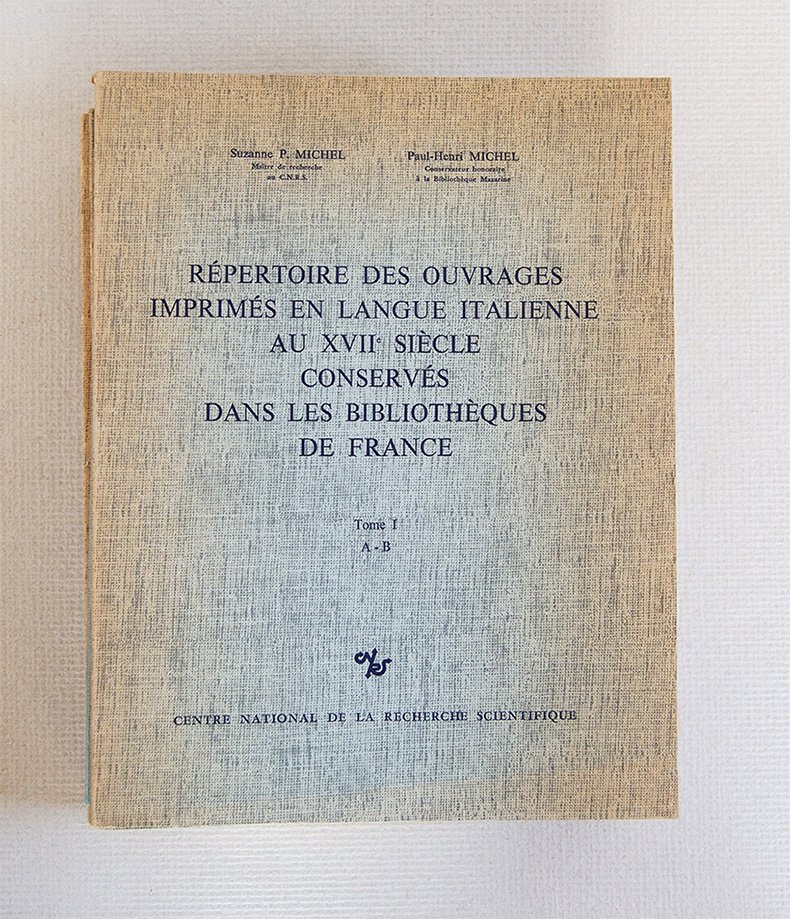 Suzanne P. MICHEL
Maître de recherche
au C.N.R.S.
Paul-Henri MICHEL
Conservateur honoraire
à la Bibliothèque Mazarine
RÉPERTOIRE DES OUVRAGES
IMPRIMÉS EN LANGUE ITALIENNE
AU XVIIe SIÈCLE
CONSERVÉS
DANS LES BIBLIOTHÈQUES
DE FRANCE
Tome I
A - B
CNRS
CENTRE NATIONAL DE LA RECHERCHE SCIENTIFIQUE